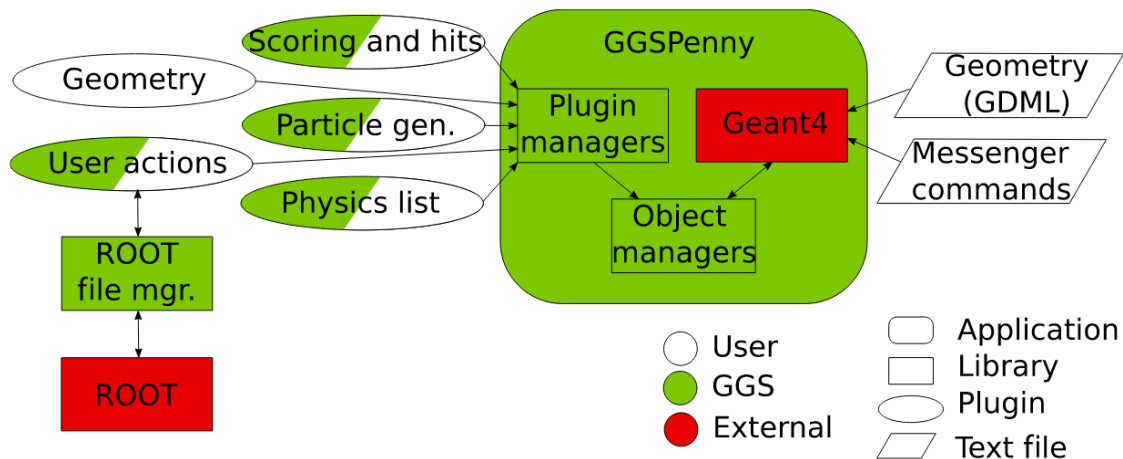 Scoring and hits
GGSPenny
Geometry
Geometry
(GDML)
Plugin
managers
Geant4
Particle gen.
User actions
Messenger
commands
Physics list
Object
managers
ROOT
file mgr.
ROOT
User
GGS
External
Application
Library
Plugin
Text file